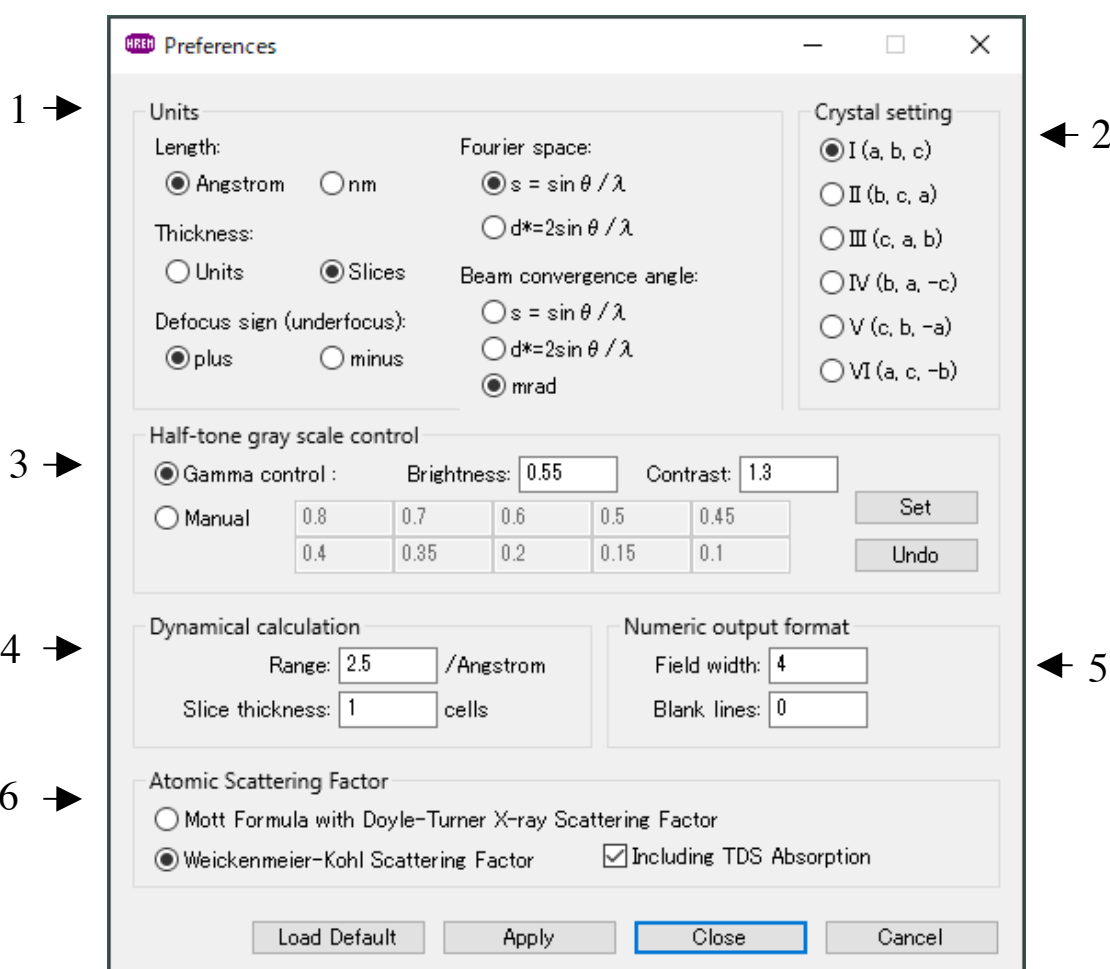 HREM Preferences
1
Units
Length:
Angstrom nm
Thickness:
Units Slices
Defocus sign (underfocus):
plus minus
Fourier space:
s = sin θ / λ
d*=2sin θ / λ
Beam convergence angle:
s = sin θ / λ
d*=2sin θ / λ
mrad
Crystal setting
2
I (a, b, c)
II (b, c, a)
III (c, a, b)
IV (b, a, -c)
V (c, b, -a)
VI (a, c, -b)
3
Half-tone gray scale control
Gamma control : Brightness: 0.55 Contrast: 1.3
Manual 0.8 0.7 0.6 0.5 0.45
0.4 0.35 0.2 0.15 0.1
Set
Undo
4
Dynamical calculation
Range: 2.5 /Angstrom
Slice thickness: 1 cells
Numeric output format
5
Field width: 4
Blank lines: 0
6
Atomic Scattering Factor
Mott Formula with Doyle-Turner X-ray Scattering Factor
Weickenmeier-Kohl Scattering Factor Including TDS Absorption
Load Default Apply Close Cancel